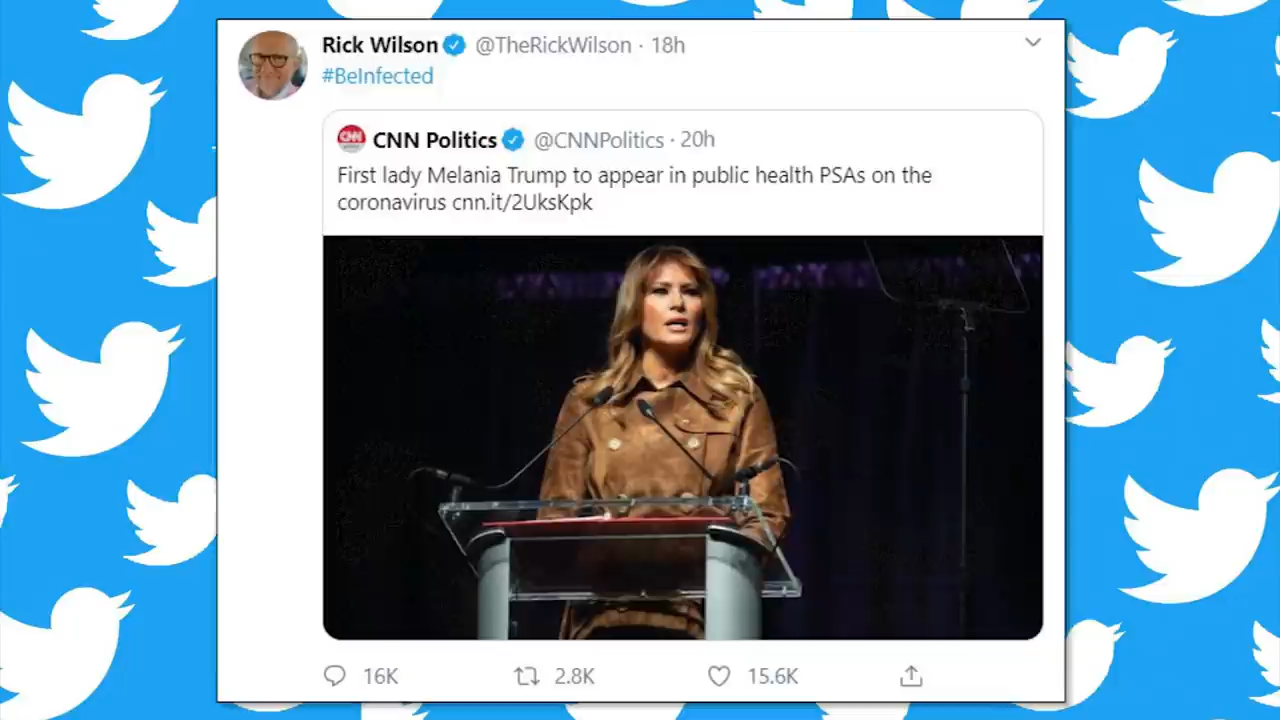 Rick Wilson @TheRickWilson · 18h
#BeInfected
CNN Politics @CNNPolitics · 20h
First lady Melania Trump to appear in public health PSAs on the
coronavirus cnn.it/2UksKpk
16K 2.8K 15.6K